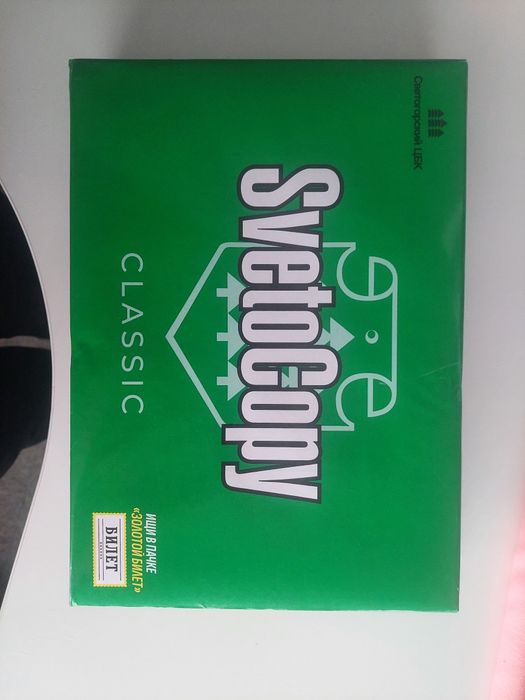 Светогорский ЦБК
SvetoCopy
CLASSIC
ИЩИ В ПАЧКЕ
«ЗОЛОТОЙ БИЛЕТ»
БИЛЕТ